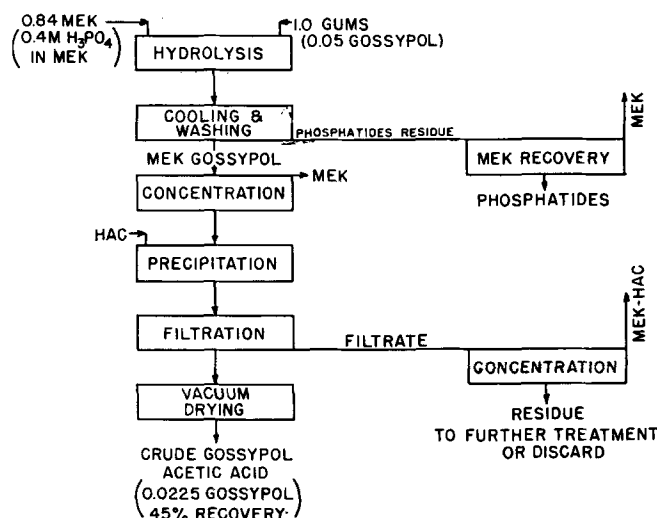 0.84 MEK
(0.4M H₃PO₄)
IN MEK
1.0 GUMS
(0.05 GOSSYPOL)
HYDROLYSIS
COOLING &
WASHING
PHOSPHATIDES RESIDUE
MEK
MEK RECOVERY
PHOSPHATIDES
MEK GOSSYPOL
MEK
CONCENTRATION
HAC
PRECIPITATION
FILTRATION
FILTRATE
MEK-HAC
CONCENTRATION
RESIDUE
TO FURTHER TREATMENT
OR DISCARD
VACUUM
DRYING
CRUDE GOSSYPOL
ACETIC ACID
(0.0225 GOSSYPOL
45% RECOVERY)